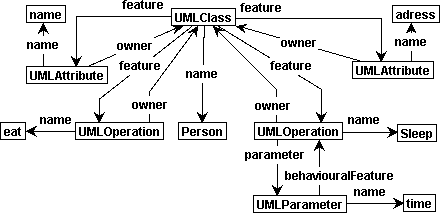 name
feature
UMLClass
feature
adress
name
owner
owner
name
UMLAttribute
feature
feature
UMLAttribute
owner
name
owner
eat
name
UMLOperation
Person
UMLOperation
name
Sleep
parameter
behaviouralFeature
UMLParameter
name
time